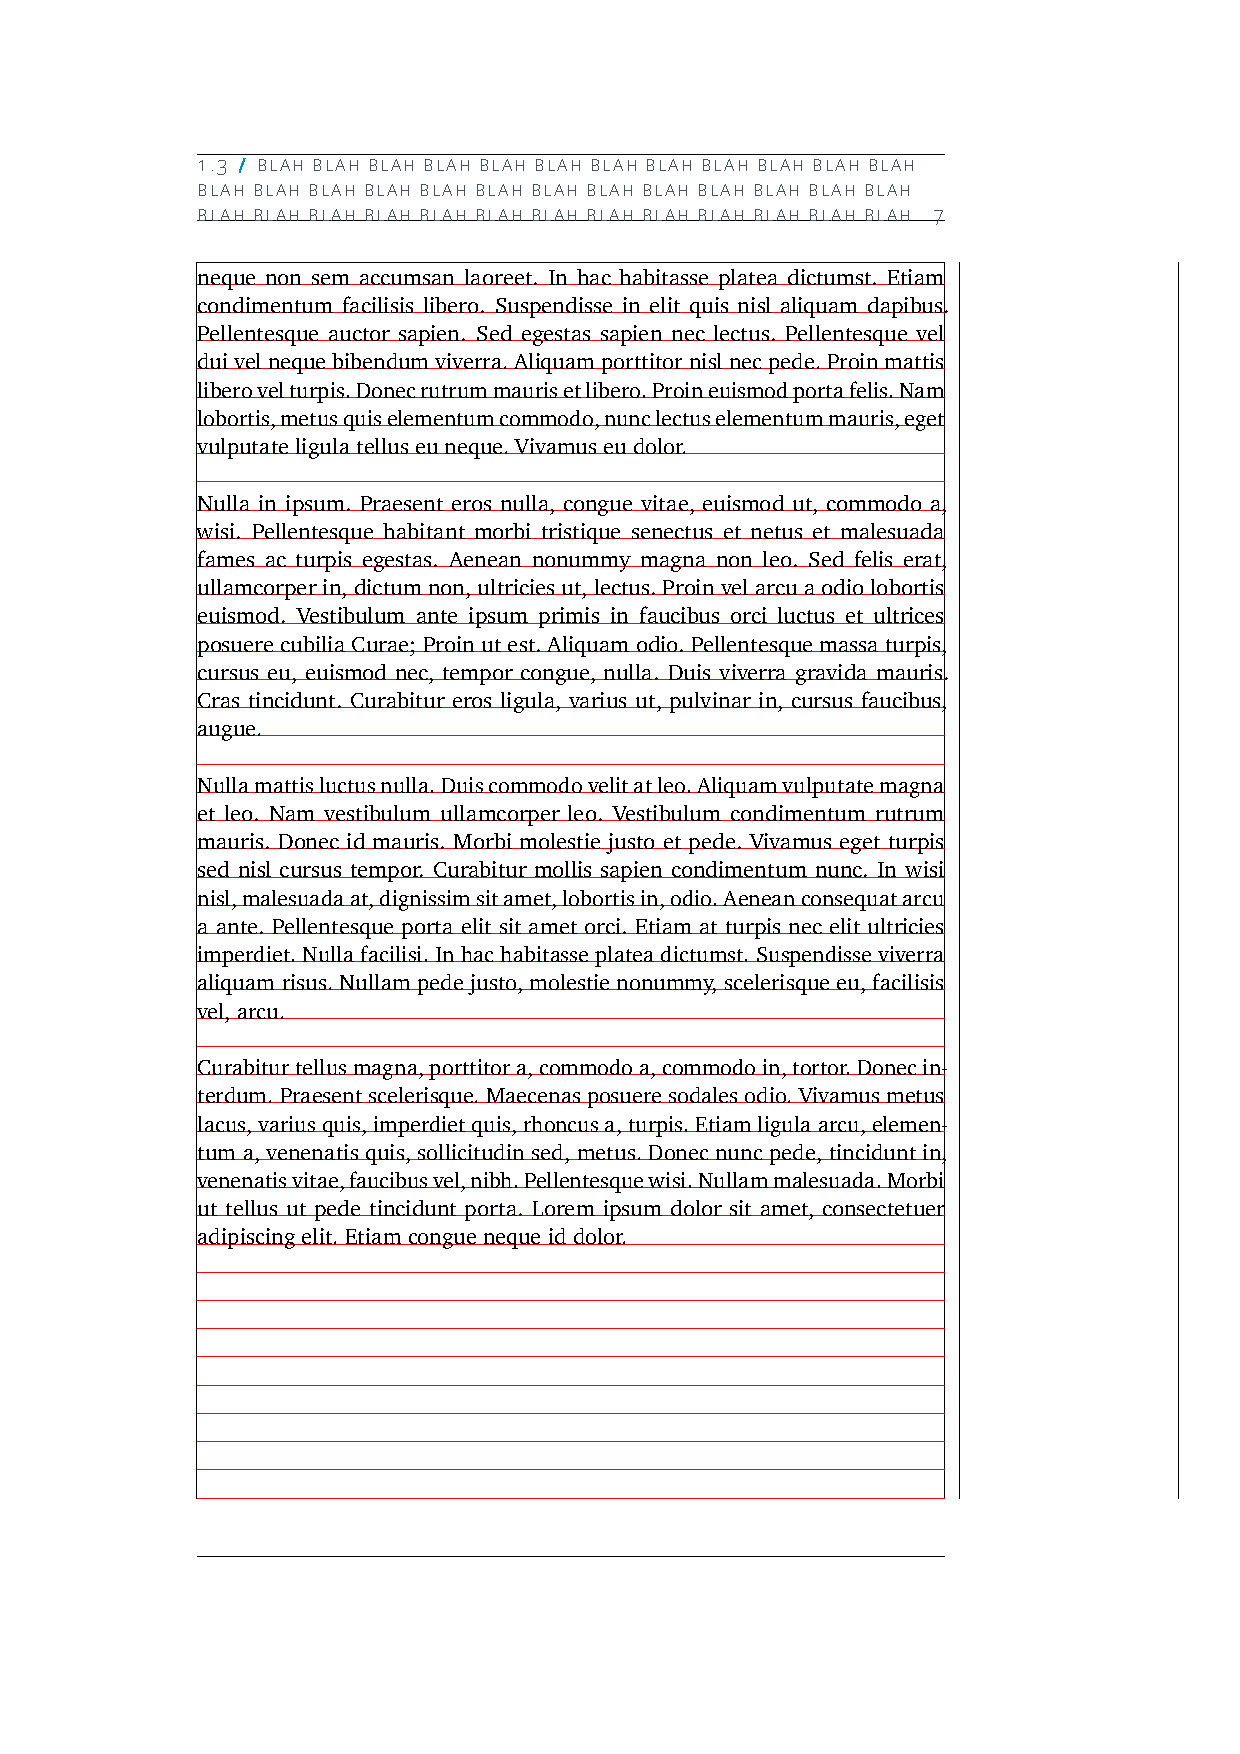 1.3 / BLAH BLAH BLAH BLAH BLAH BLAH BLAH BLAH BLAH BLAH BLAH BLAH
BLAH BLAH BLAH BLAH BLAH BLAH BLAH BLAH BLAH BLAH BLAH BLAH BLAH
BLAH BLAH BLAH BLAH BLAH BLAH BLAH BLAH BLAH BLAH BLAH BLAH BLAH 7
neque non sem accumsan laoreet. In hac habitasse platea dictumst. Etiam
condimentum facilisis libero. Suspendisse in elit quis nisl aliquam dapibus.
Pellentesque auctor sapien. Sed egestas sapien nec lectus. Pellentesque vel
dui vel neque bibendum viverra. Aliquam porttitor nisl nec pede. Proin mattis
libero vel turpis. Donec rutrum mauris et libero. Proin euismod porta felis. Nam
lobortis, metus quis elementum commodo, nunc lectus elementum mauris, eget
vulputate ligula tellus eu neque. Vivamus eu dolor.
Nulla in ipsum. Praesent eros nulla, congue vitae, euismod ut, commodo a,
wisi. Pellentesque habitant morbi tristique senectus et netus et malesuada
fames ac turpis egestas. Aenean nonummy magna non leo. Sed felis erat,
ullamcorper in, dictum non, ultricies ut, lectus. Proin vel arcu a odio lobortis
euismod. Vestibulum ante ipsum primis in faucibus orci luctus et ultrices
posuere cubilia Curae; Proin ut est. Aliquam odio. Pellentesque massa turpis,
cursus eu, euismod nec, tempor congue, nulla. Duis viverra gravida mauris.
Cras tincidunt. Curabitur eros ligula, varius ut, pulvinar in, cursus faucibus,
augue.
Nulla mattis luctus nulla. Duis commodo velit at leo. Aliquam vulputate magna
et leo. Nam vestibulum ullamcorper leo. Vestibulum condimentum rutrum
mauris. Donec id mauris. Morbi molestie justo et pede. Vivamus eget turpis
sed nisl cursus tempor. Curabitur mollis sapien condimentum nunc. In wisi
nisl, malesuada at, dignissim sit amet, lobortis in, odio. Aenean consequat arcu
a ante. Pellentesque porta elit sit amet orci. Etiam at turpis nec elit ultricies
imperdiet. Nulla facilisi. In hac habitasse platea dictumst. Suspendisse viverra
aliquam risus. Nullam pede justo, molestie nonummy, scelerisque eu, facilisis
vel, arcu.
Curabitur tellus magna, porttitor a, commodo a, commodo in, tortor. Donec in-
terdum. Praesent scelerisque. Maecenas posuere sodales odio. Vivamus metus
lacus, varius quis, imperdiet quis, rhoncus a, turpis. Etiam ligula arcu, elemen-
tum a, venenatis quis, sollicitudin sed, metus. Donec nunc pede, tincidunt in,
venenatis vitae, faucibus vel, nibh. Pellentesque wisi. Nullam malesuada. Morbi
ut tellus ut pede tincidunt porta. Lorem ipsum dolor sit amet, consectetuer
adipiscing elit. Etiam congue neque id dolor.